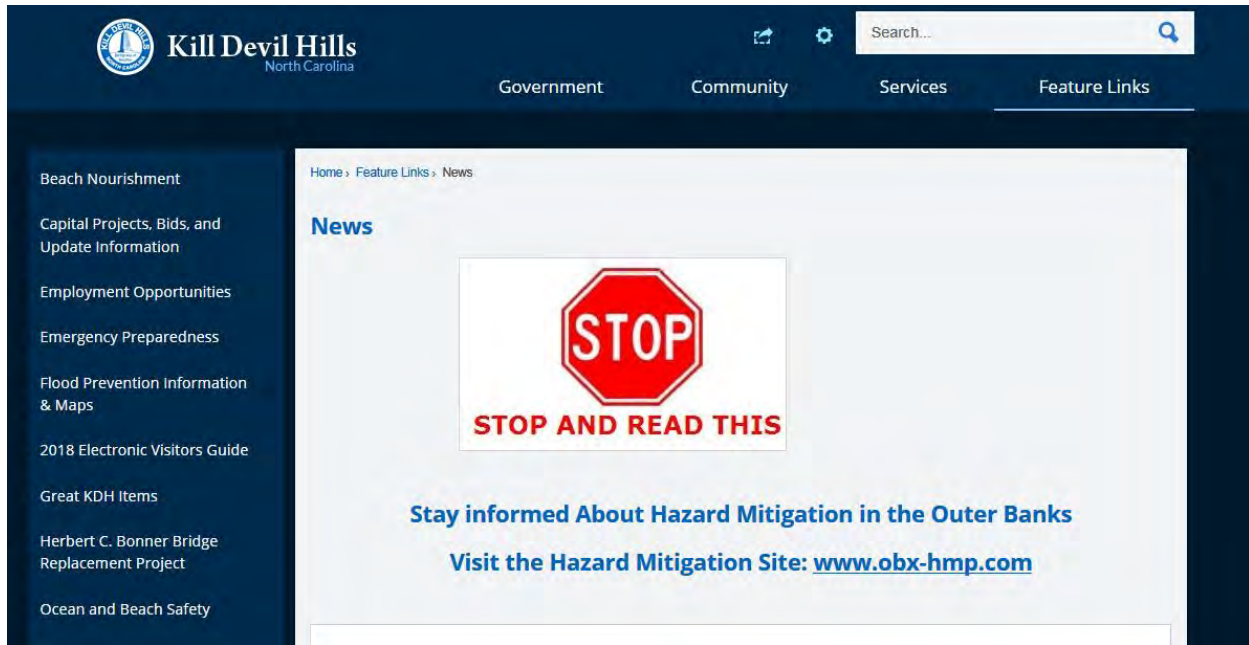 Kill Devil Hills
North Carolina
Search...
Government
Community
Services
Feature Links
Beach Nourishment
Capital Projects, Bids, and
Update Information
Employment Opportunities
Emergency Preparedness
Flood Prevention Information
& Maps
2018 Electronic Visitors Guide
Great KDH Items
Herbert C. Bonner Bridge
Replacement Project
Ocean and Beach Safety
Home › Feature Links › News
News
STOP
STOP AND READ THIS
Stay informed About Hazard Mitigation in the Outer Banks
Visit the Hazard Mitigation Site: www.obx-hmp.com